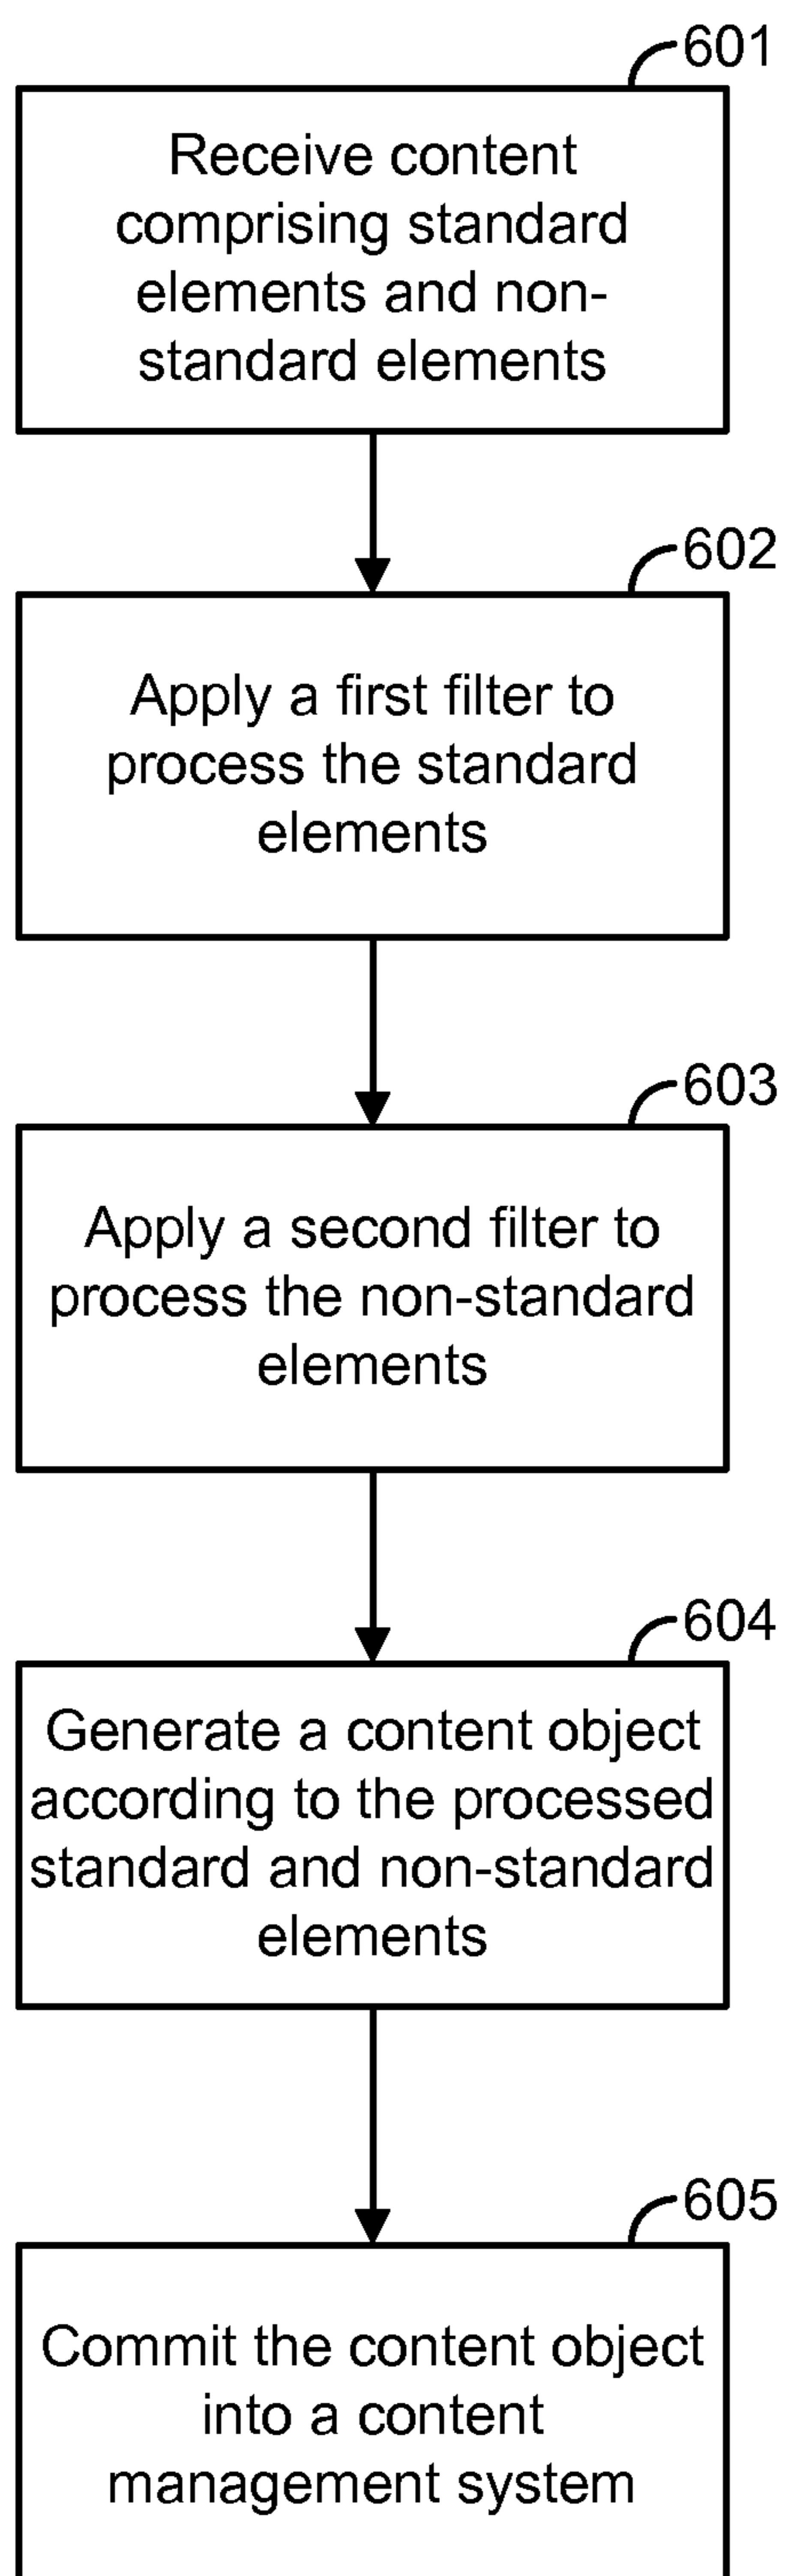 601
Receive content
comprising standard
elements and non-
standard elements
602
Apply a first filter to
process the standard
elements
603
Apply a second filter to
process the non-standard
elements
604
Generate a content object
according to the processed
standard and non-standard
elements
605
Commit the content object
into a content
management system